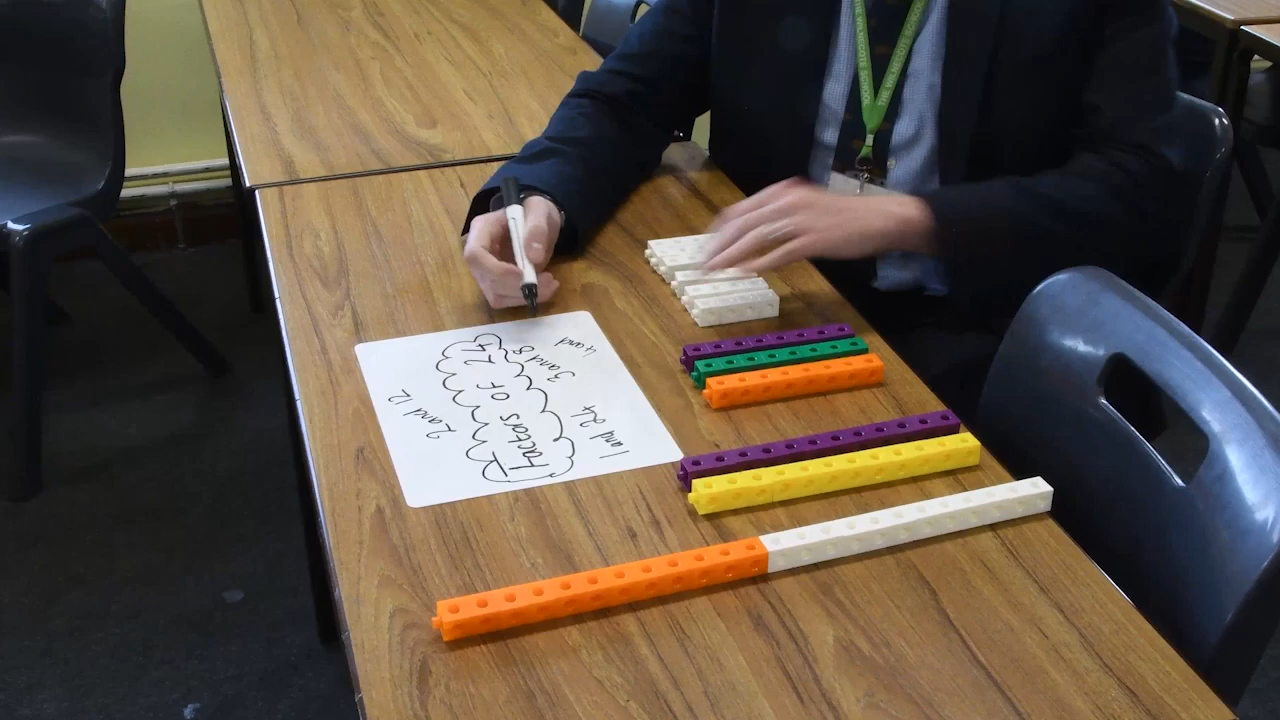 Factors of 24
1 and 24
2 and 12
3 and 8
4 and